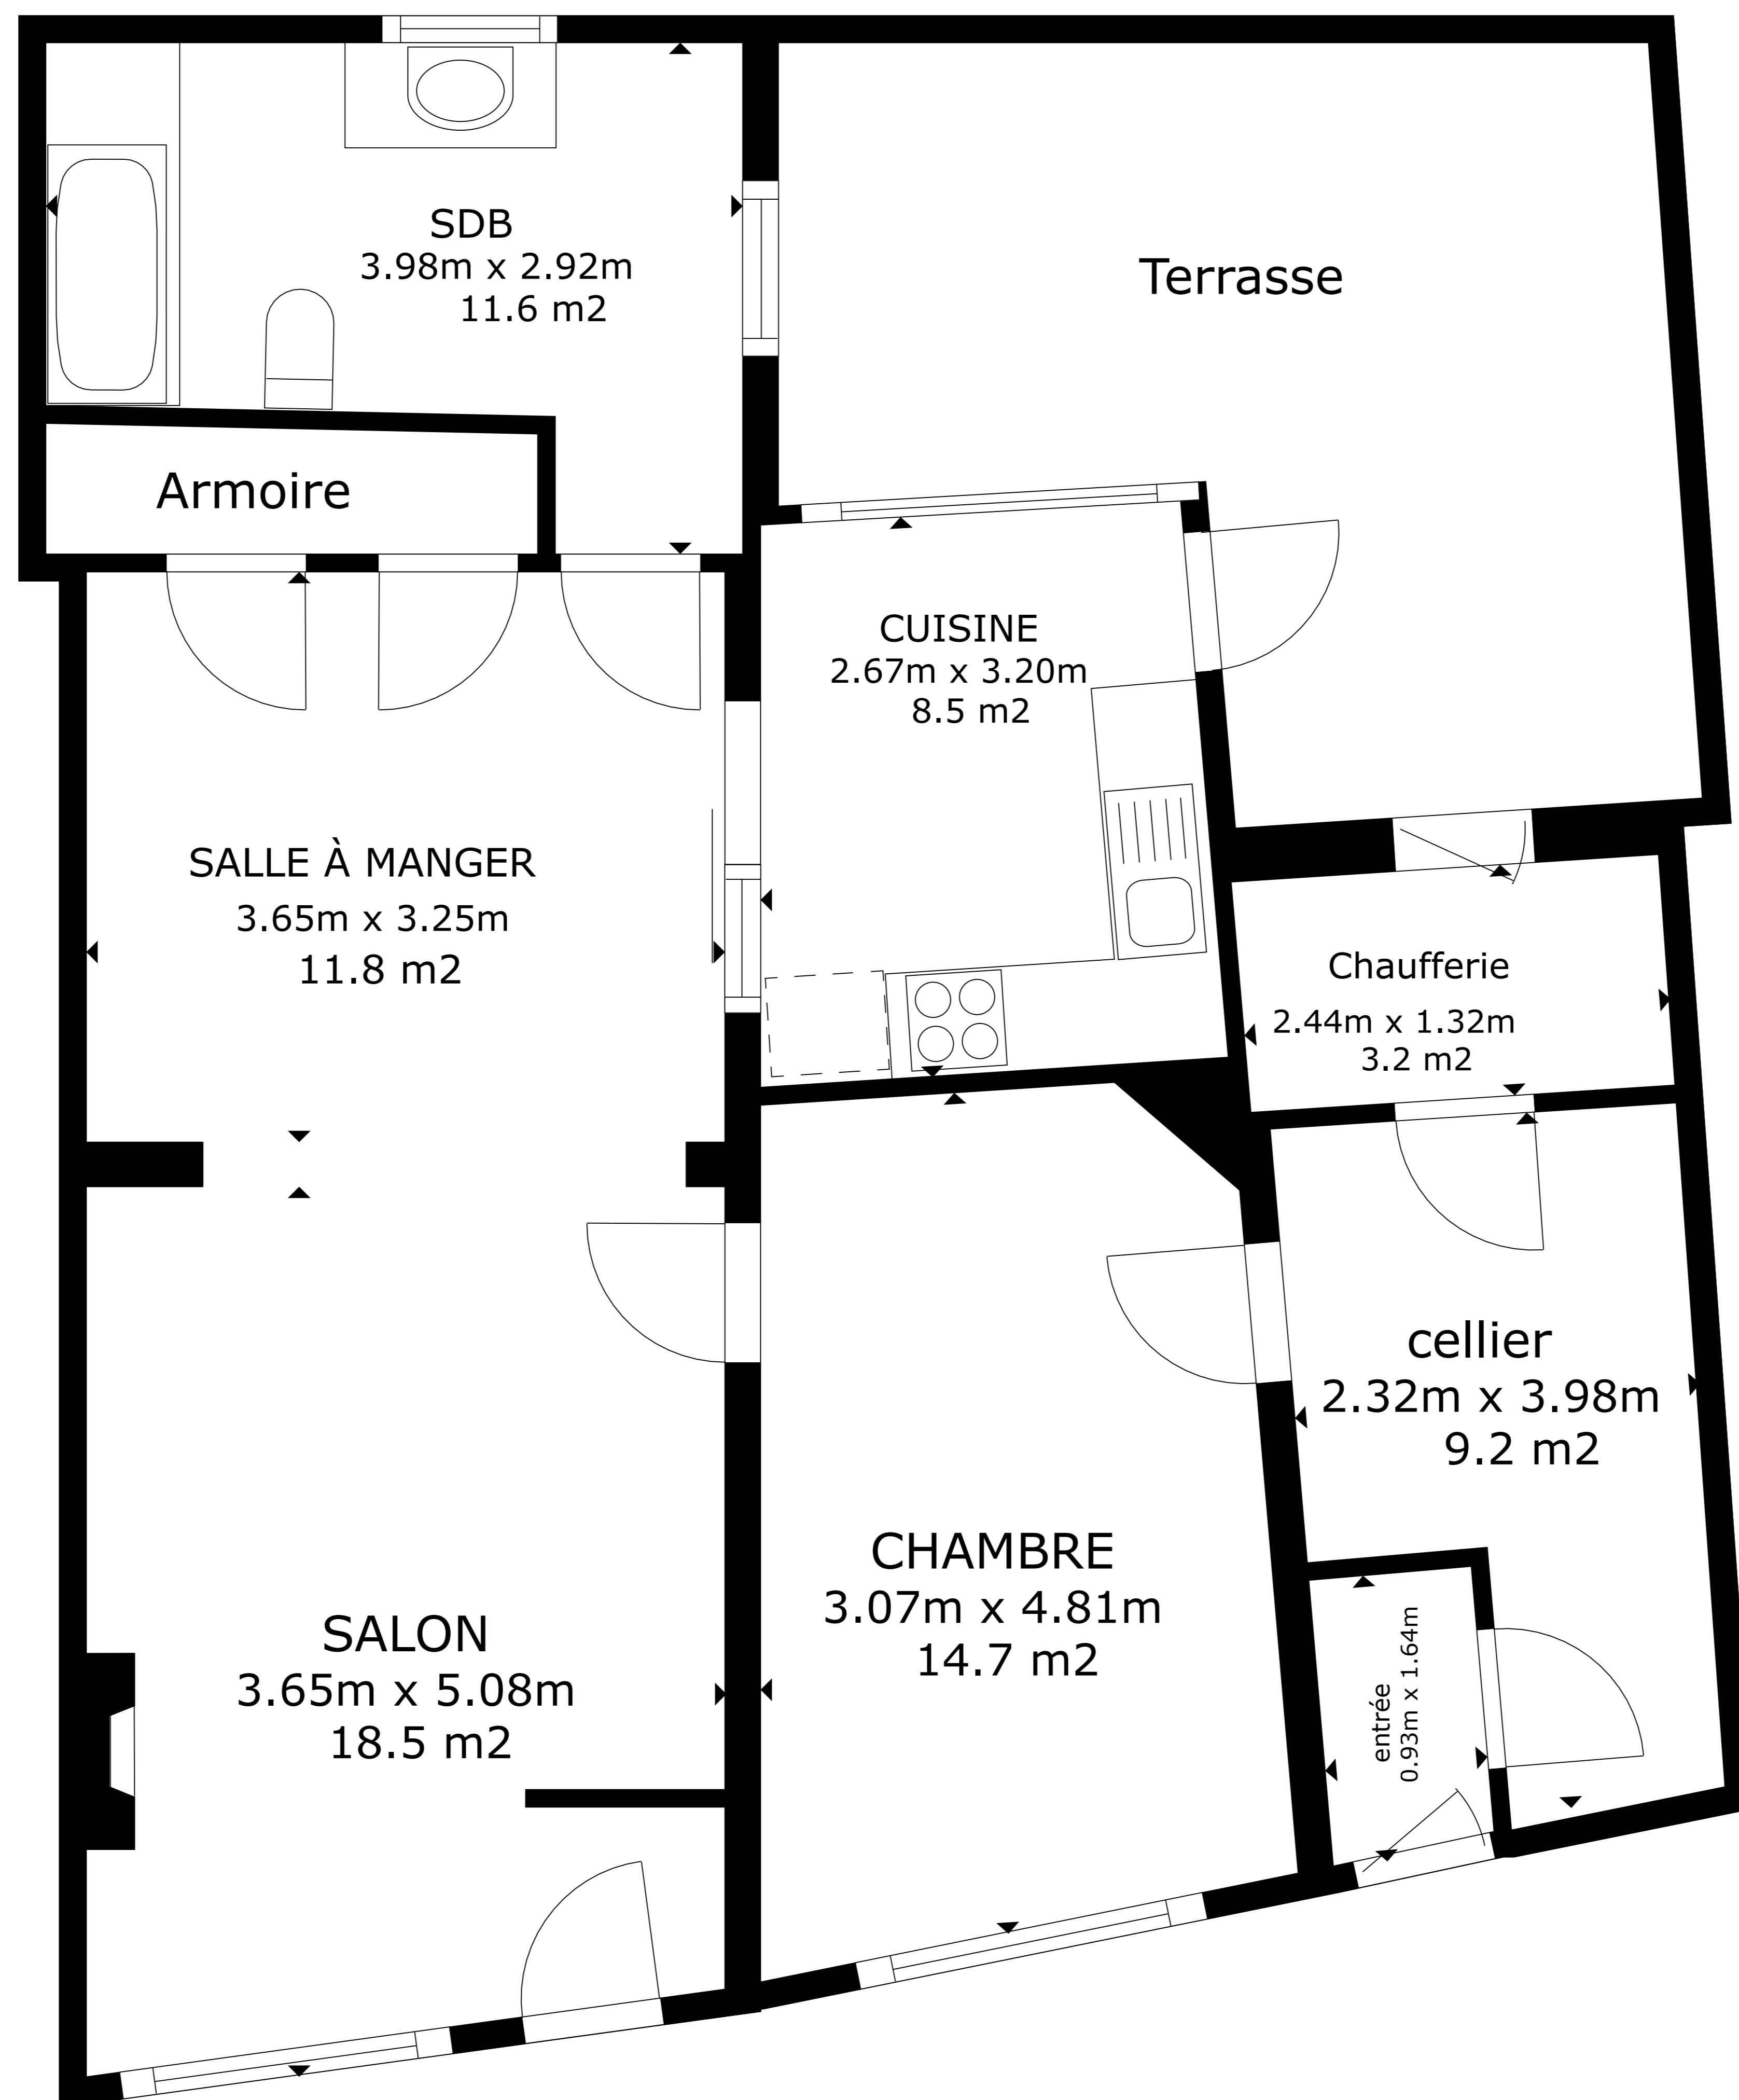 SDB
3.98m x 2.92m
11.6 m2
Terrasse
Armoire
CUISINE
2.67m x 3.20m
8.5 m2
SALLE À MANGER
3.65m x 3.25m
11.8 m2
Chaufferie
2.44m x 1.32m
3.2 m2
cellier
2.32m x 3.98m
9.2 m2
CHAMBRE
3.07m x 4.81m
14.7 m2
SALON
3.65m x 5.08m
18.5 m2
entrée
0.93m x 1.64m